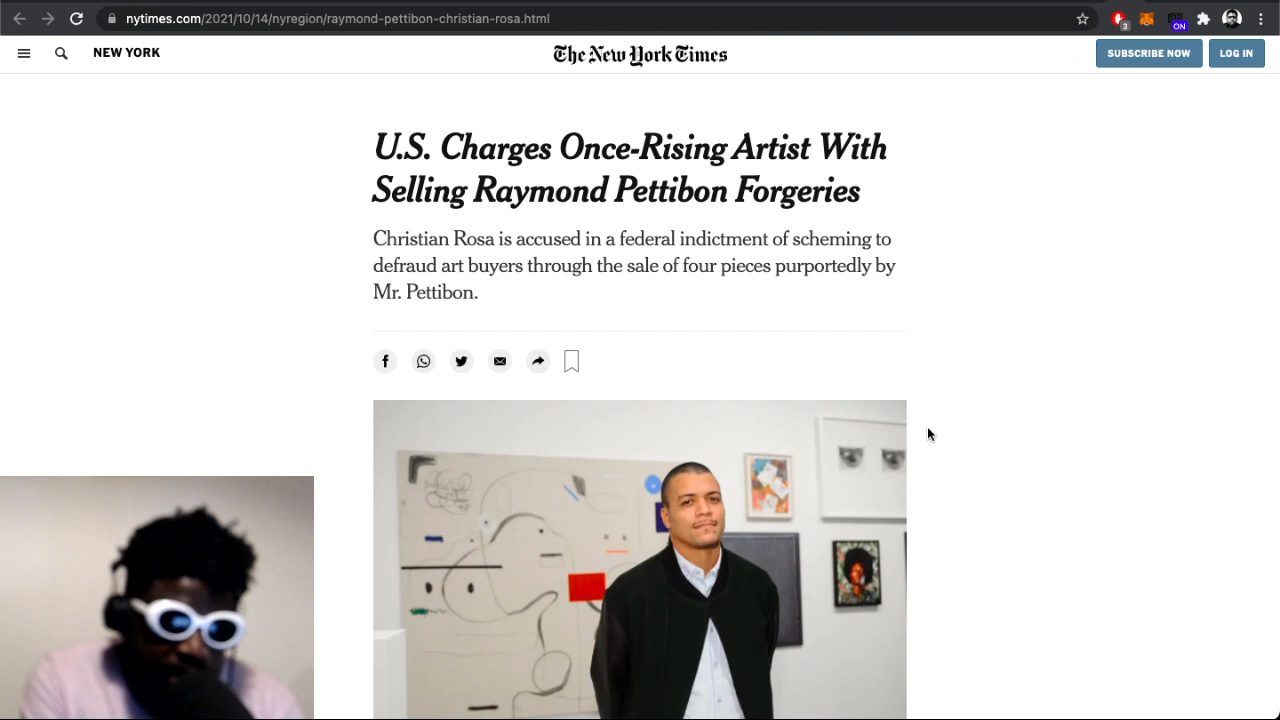 nytimes.com/2021/10/14/nyregion/raymond-pettibon-christian-rosa.html
3
ON
NEW YORK
The New York Times
SUBSCRIBE NOW
LOG IN
U.S. Charges Once-Rising Artist With
Selling Raymond Pettibon Forgeries
Christian Rosa is accused in a federal indictment of scheming to
defraud art buyers through the sale of four pieces purportedly by
Mr. Pettibon.